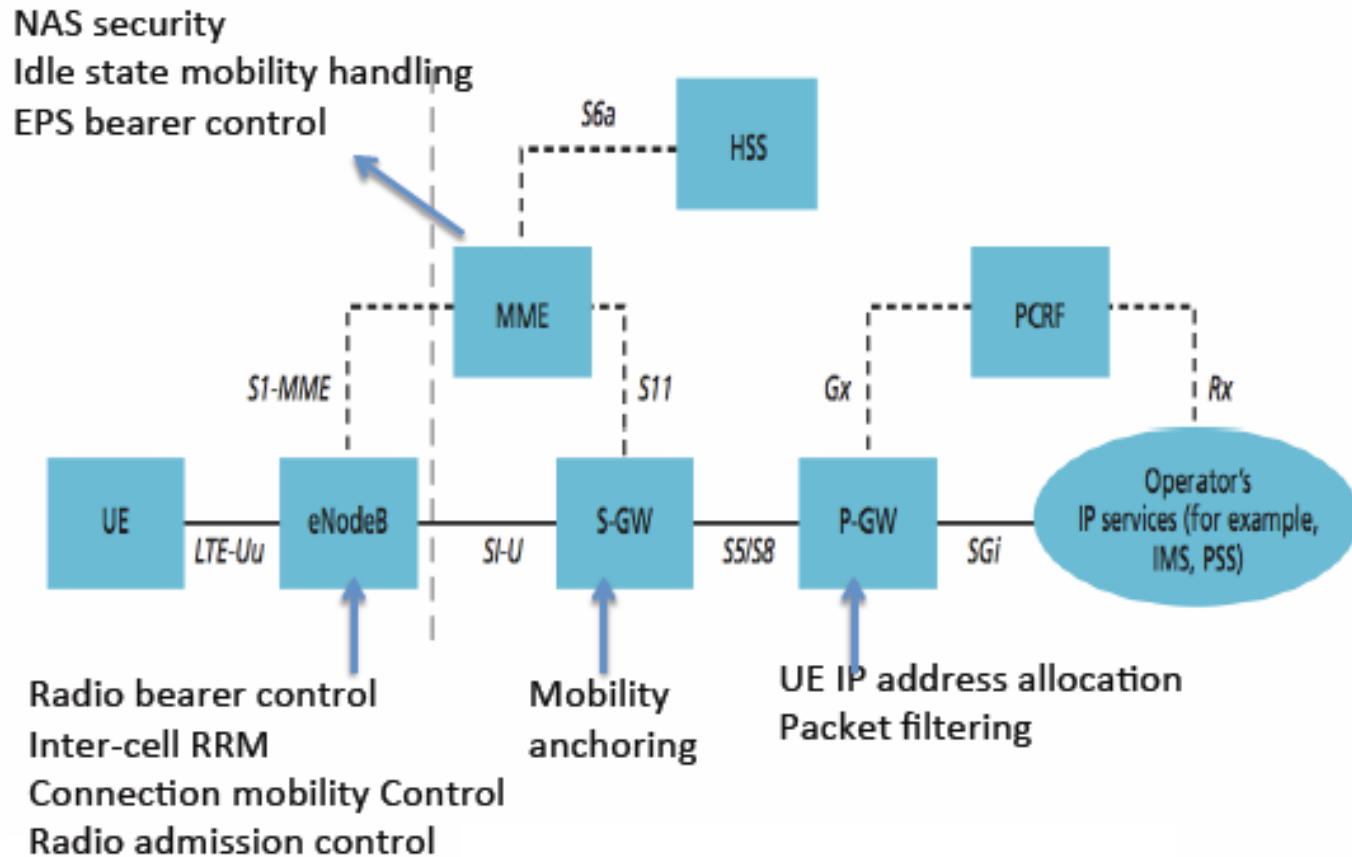 NAS security
Idle state mobility handling
EPS bearer control
S6a
HSS
MME
PCRF
S1-MME
S11
Gx
Rx
UE
eNodeB
S-GW
P-GW
Operator's
IP services (for example,
IMS, PSS)
LTE-Uu
SI-U
S5/S8
SGi
Radio bearer control
Inter-cell RRM
Connection mobility Control
Radio admission control
Mobility
anchoring
UE IP address allocation
Packet filtering